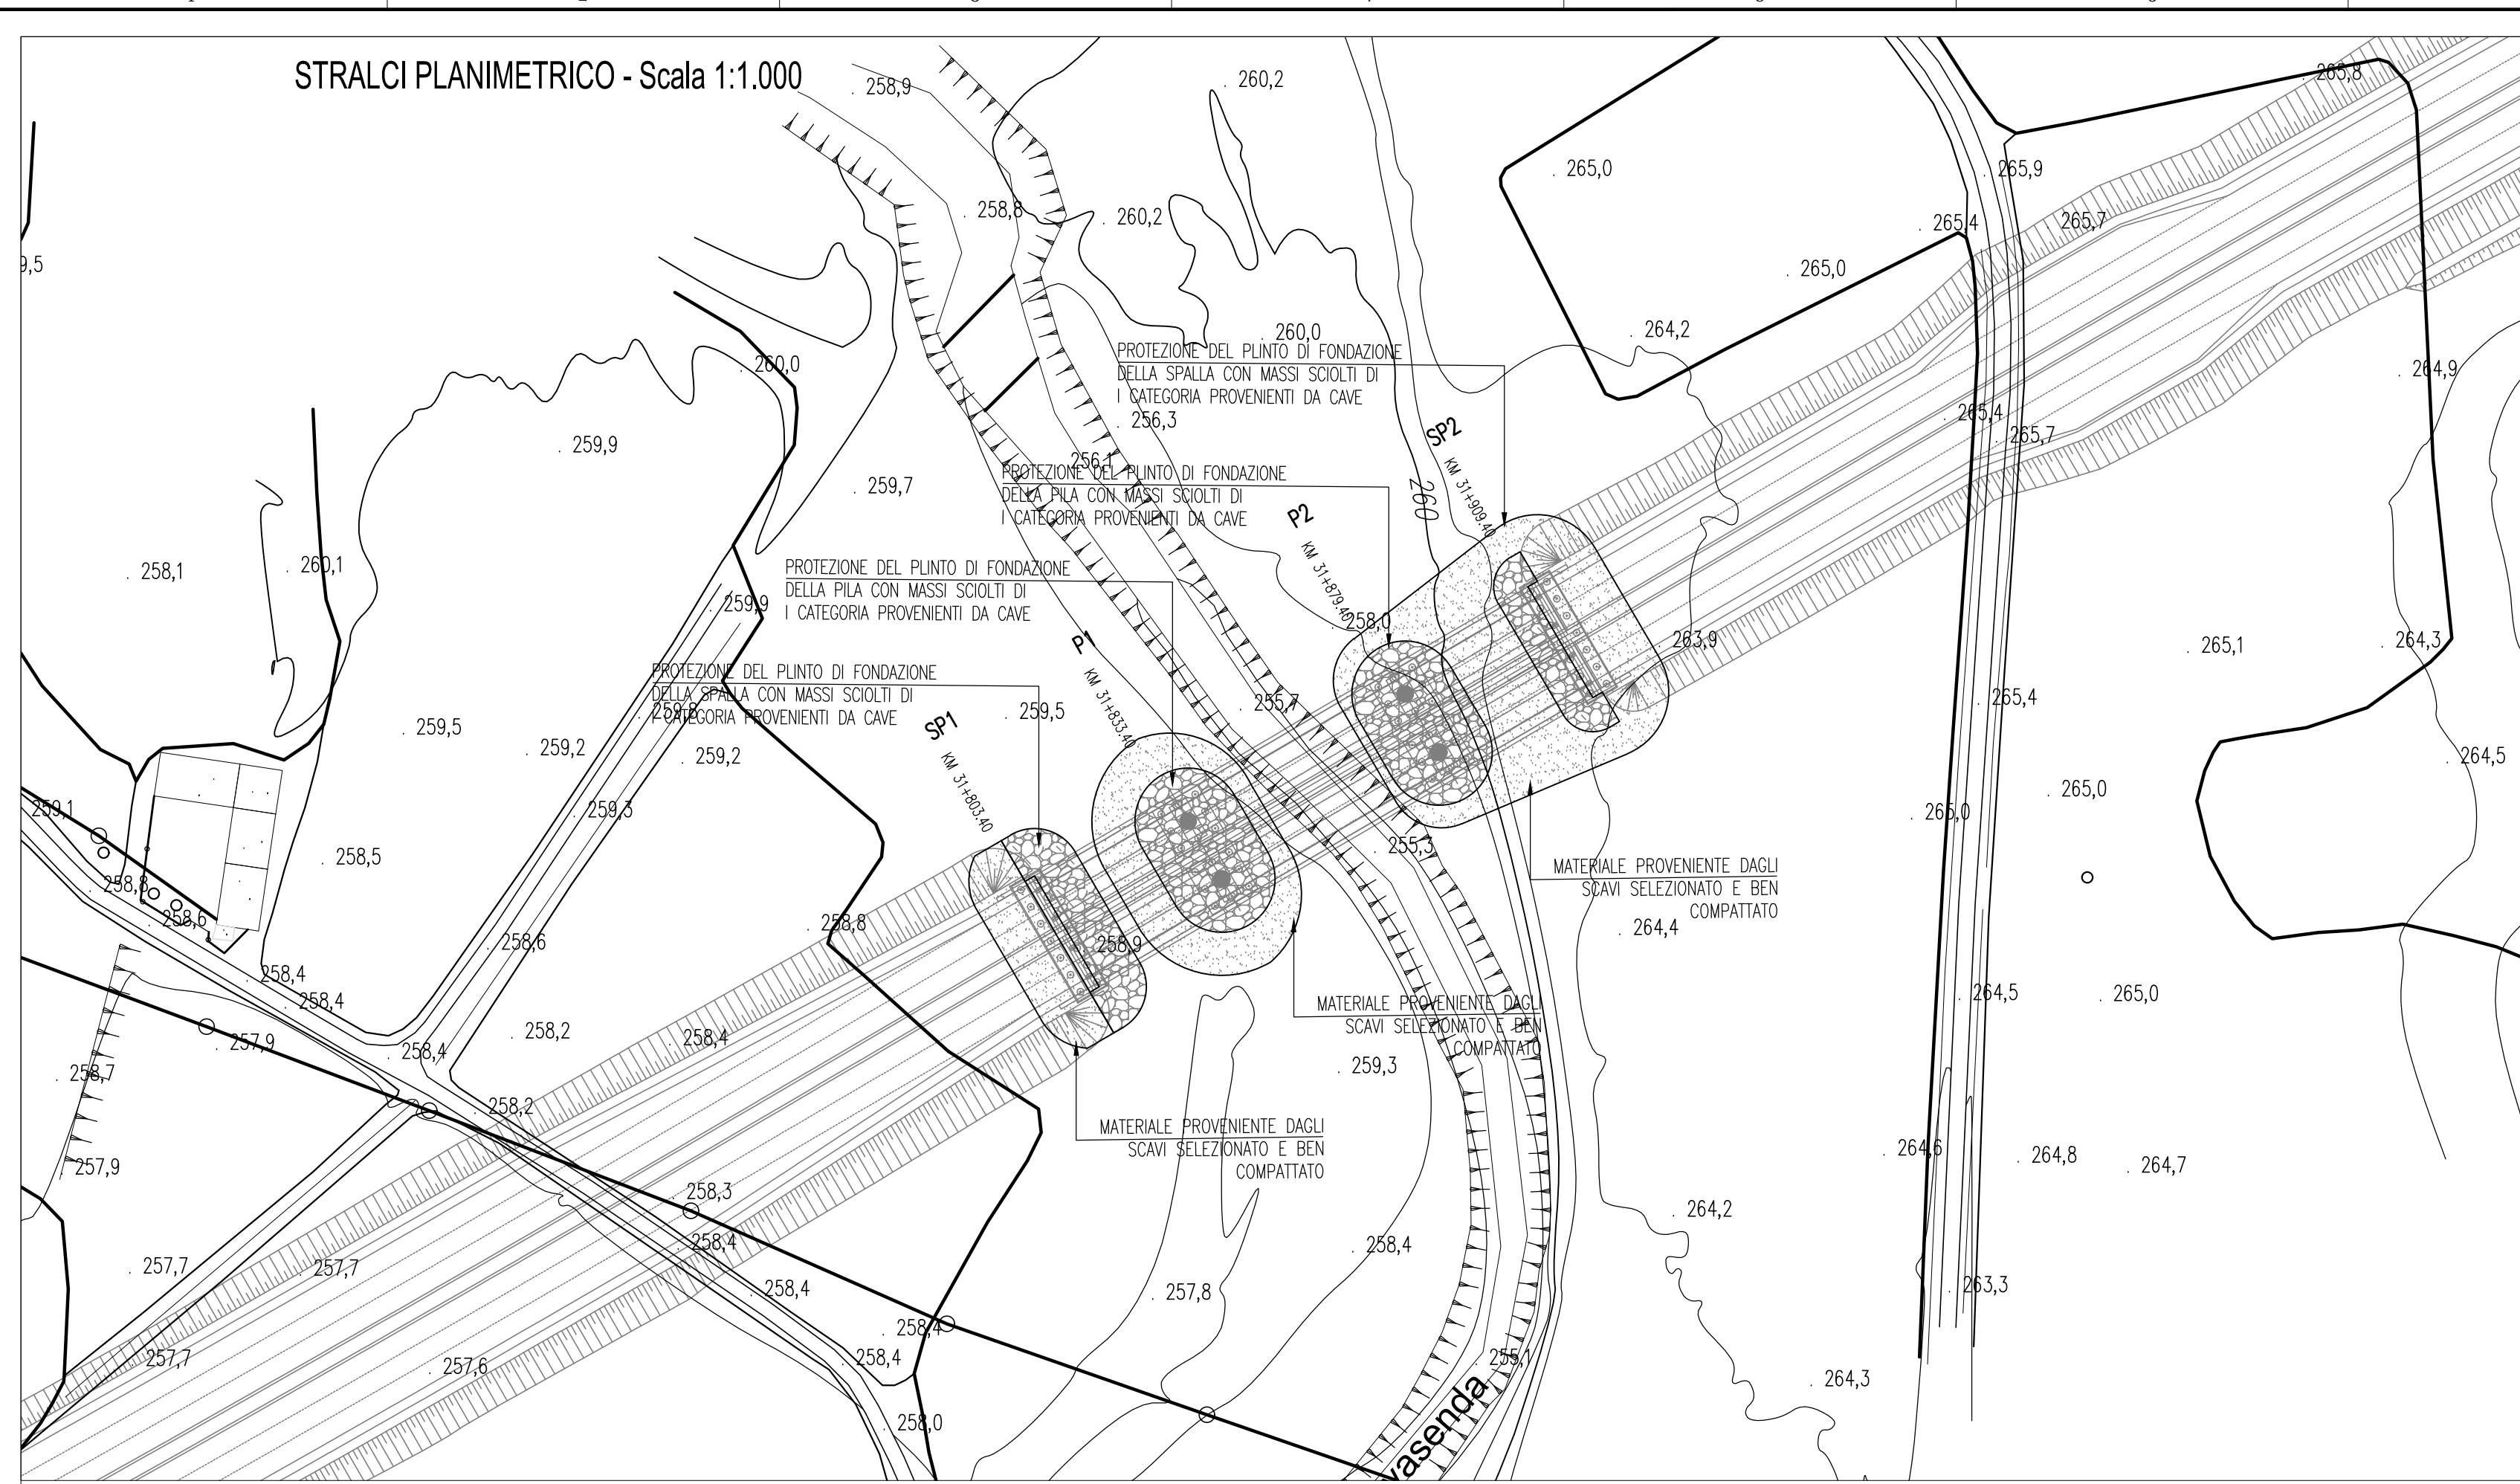 STRALCI PLANIMETRICO - Scala 1:1.000
258,9
260,2
265,8
265,0
265,9
258,8
260,2
265,4
265,7
9,5
265,0
260,0
264,2
PROTEZIONE DEL PLINTO DI FONDAZIONE
DELLA SPALLA CON MASSI SCIOLTI DI
I CATEGORIA PROVENIENTI DA CAVE
260,0
264,9
256,3
265,4
265,7
SP2
KM 31+909.40
259,9
256,1
259,7
PROTEZIONE DEL PLINTO DI FONDAZIONE
DELLA PILA CON MASSI SCIOLTI DI
I CATEGORIA PROVENIENTI DA CAVE
260
P2
KM 31+879.40
258,1
260,1
PROTEZIONE DEL PLINTO DI FONDAZIONE
DELLA PILA CON MASSI SCIOLTI DI
I CATEGORIA PROVENIENTI DA CAVE
259,9
258,0
263,9
265,1
264,3
P1
KM 31+833.40
PROTEZIONE DEL PLINTO DI FONDAZIONE
DELLA SPALLA CON MASSI SCIOLTI DI
I CATEGORIA PROVENIENTI DA CAVE
259,8
259,5
255,7
265,4
259,5
259,2
259,2
SP1
KM 31+803.40
264,5
265,0
259,1
259,3
265,0
258,5
255,3
MATERIALE PROVENIENTE DAGLI
SCAVI SELEZIONATO E BEN
COMPATTATO
258,8
258,6
258,8
264,4
258,6
258,9
258,4
258,4
264,5
265,0
MATERIALE PROVENIENTE DAGLI
SCAVI SELEZIONATO E BEN
COMPATTATO
257,9
258,4
258,2
258,4
258,7
259,3
258,2
MATERIALE PROVENIENTE DAGLI
SCAVI SELEZIONATO E BEN
COMPATTATO
257,9
264,6
264,8
264,7
258,3
264,2
258,4
258,4
257,7
257,7
258,4
257,8
263,3
258,4
257,7
257,6
258,4
255,1
264,3
258,0
vasenda